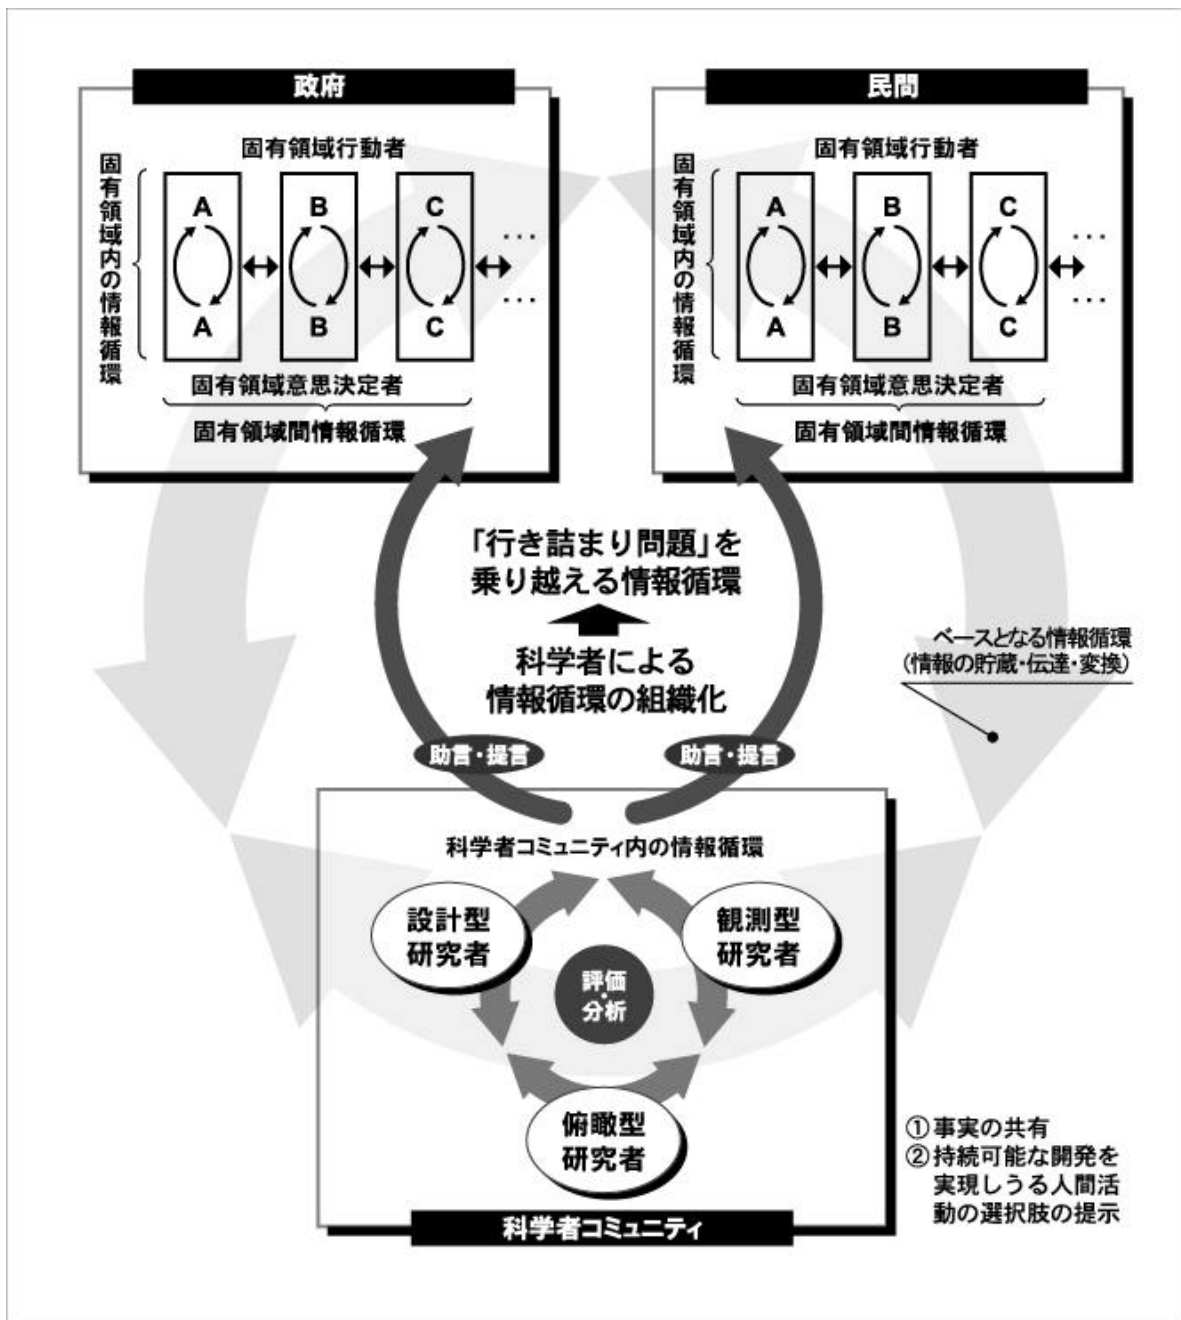 政府
固有領域行動者
固有領域内の情報循環
A B C ･･･
A B C ･･･
固有領域意思決定者
固有領域間情報循環
民間
固有領域行動者
固有領域内の情報循環
A B C ･･･
A B C ･･･
固有領域意思決定者
固有領域間情報循環
「行き詰まり問題」を
乗り越える情報循環
科学者による
情報循環の組織化
ベースとなる情報循環
(情報の貯蔵・伝達・変換)
助言・提言
助言・提言
科学者コミュニティ内の情報循環
設計型
研究者
観測型
研究者
評価
・
分析
俯瞰型
研究者
科学者コミュニティ
① 事実の共有
② 持続可能な開発を
実現しうる人間活
動の選択肢の提示